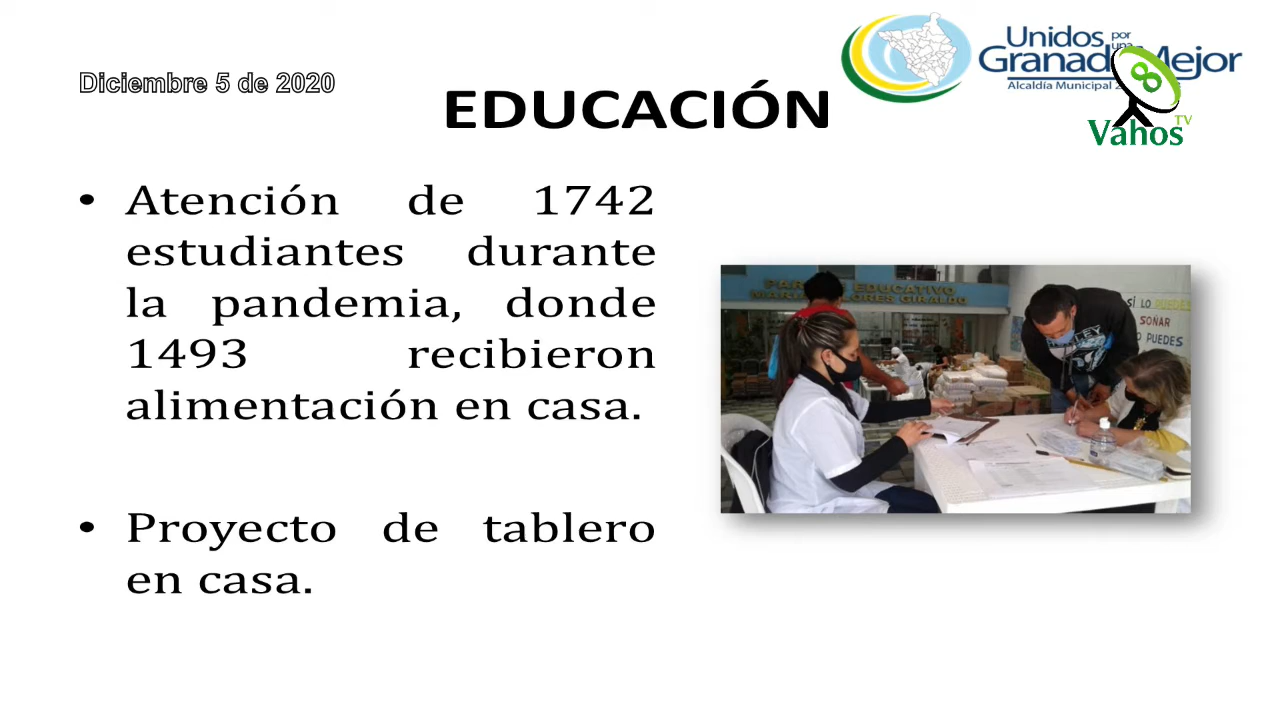 Diciembre 5 de 2020
Unidos por
una
Granada Mejor
Alcaldía Municipal
8
Vahos TV
EDUCACIÓN
• Atención de 1742
estudiantes durante
la pandemia, donde
1493 recibieron
alimentación en casa.
EDUCATIVO
GIRALDO
SÍ LO PUEDES
SOÑAR
LO PUEDES
• Proyecto de tablero
en casa.